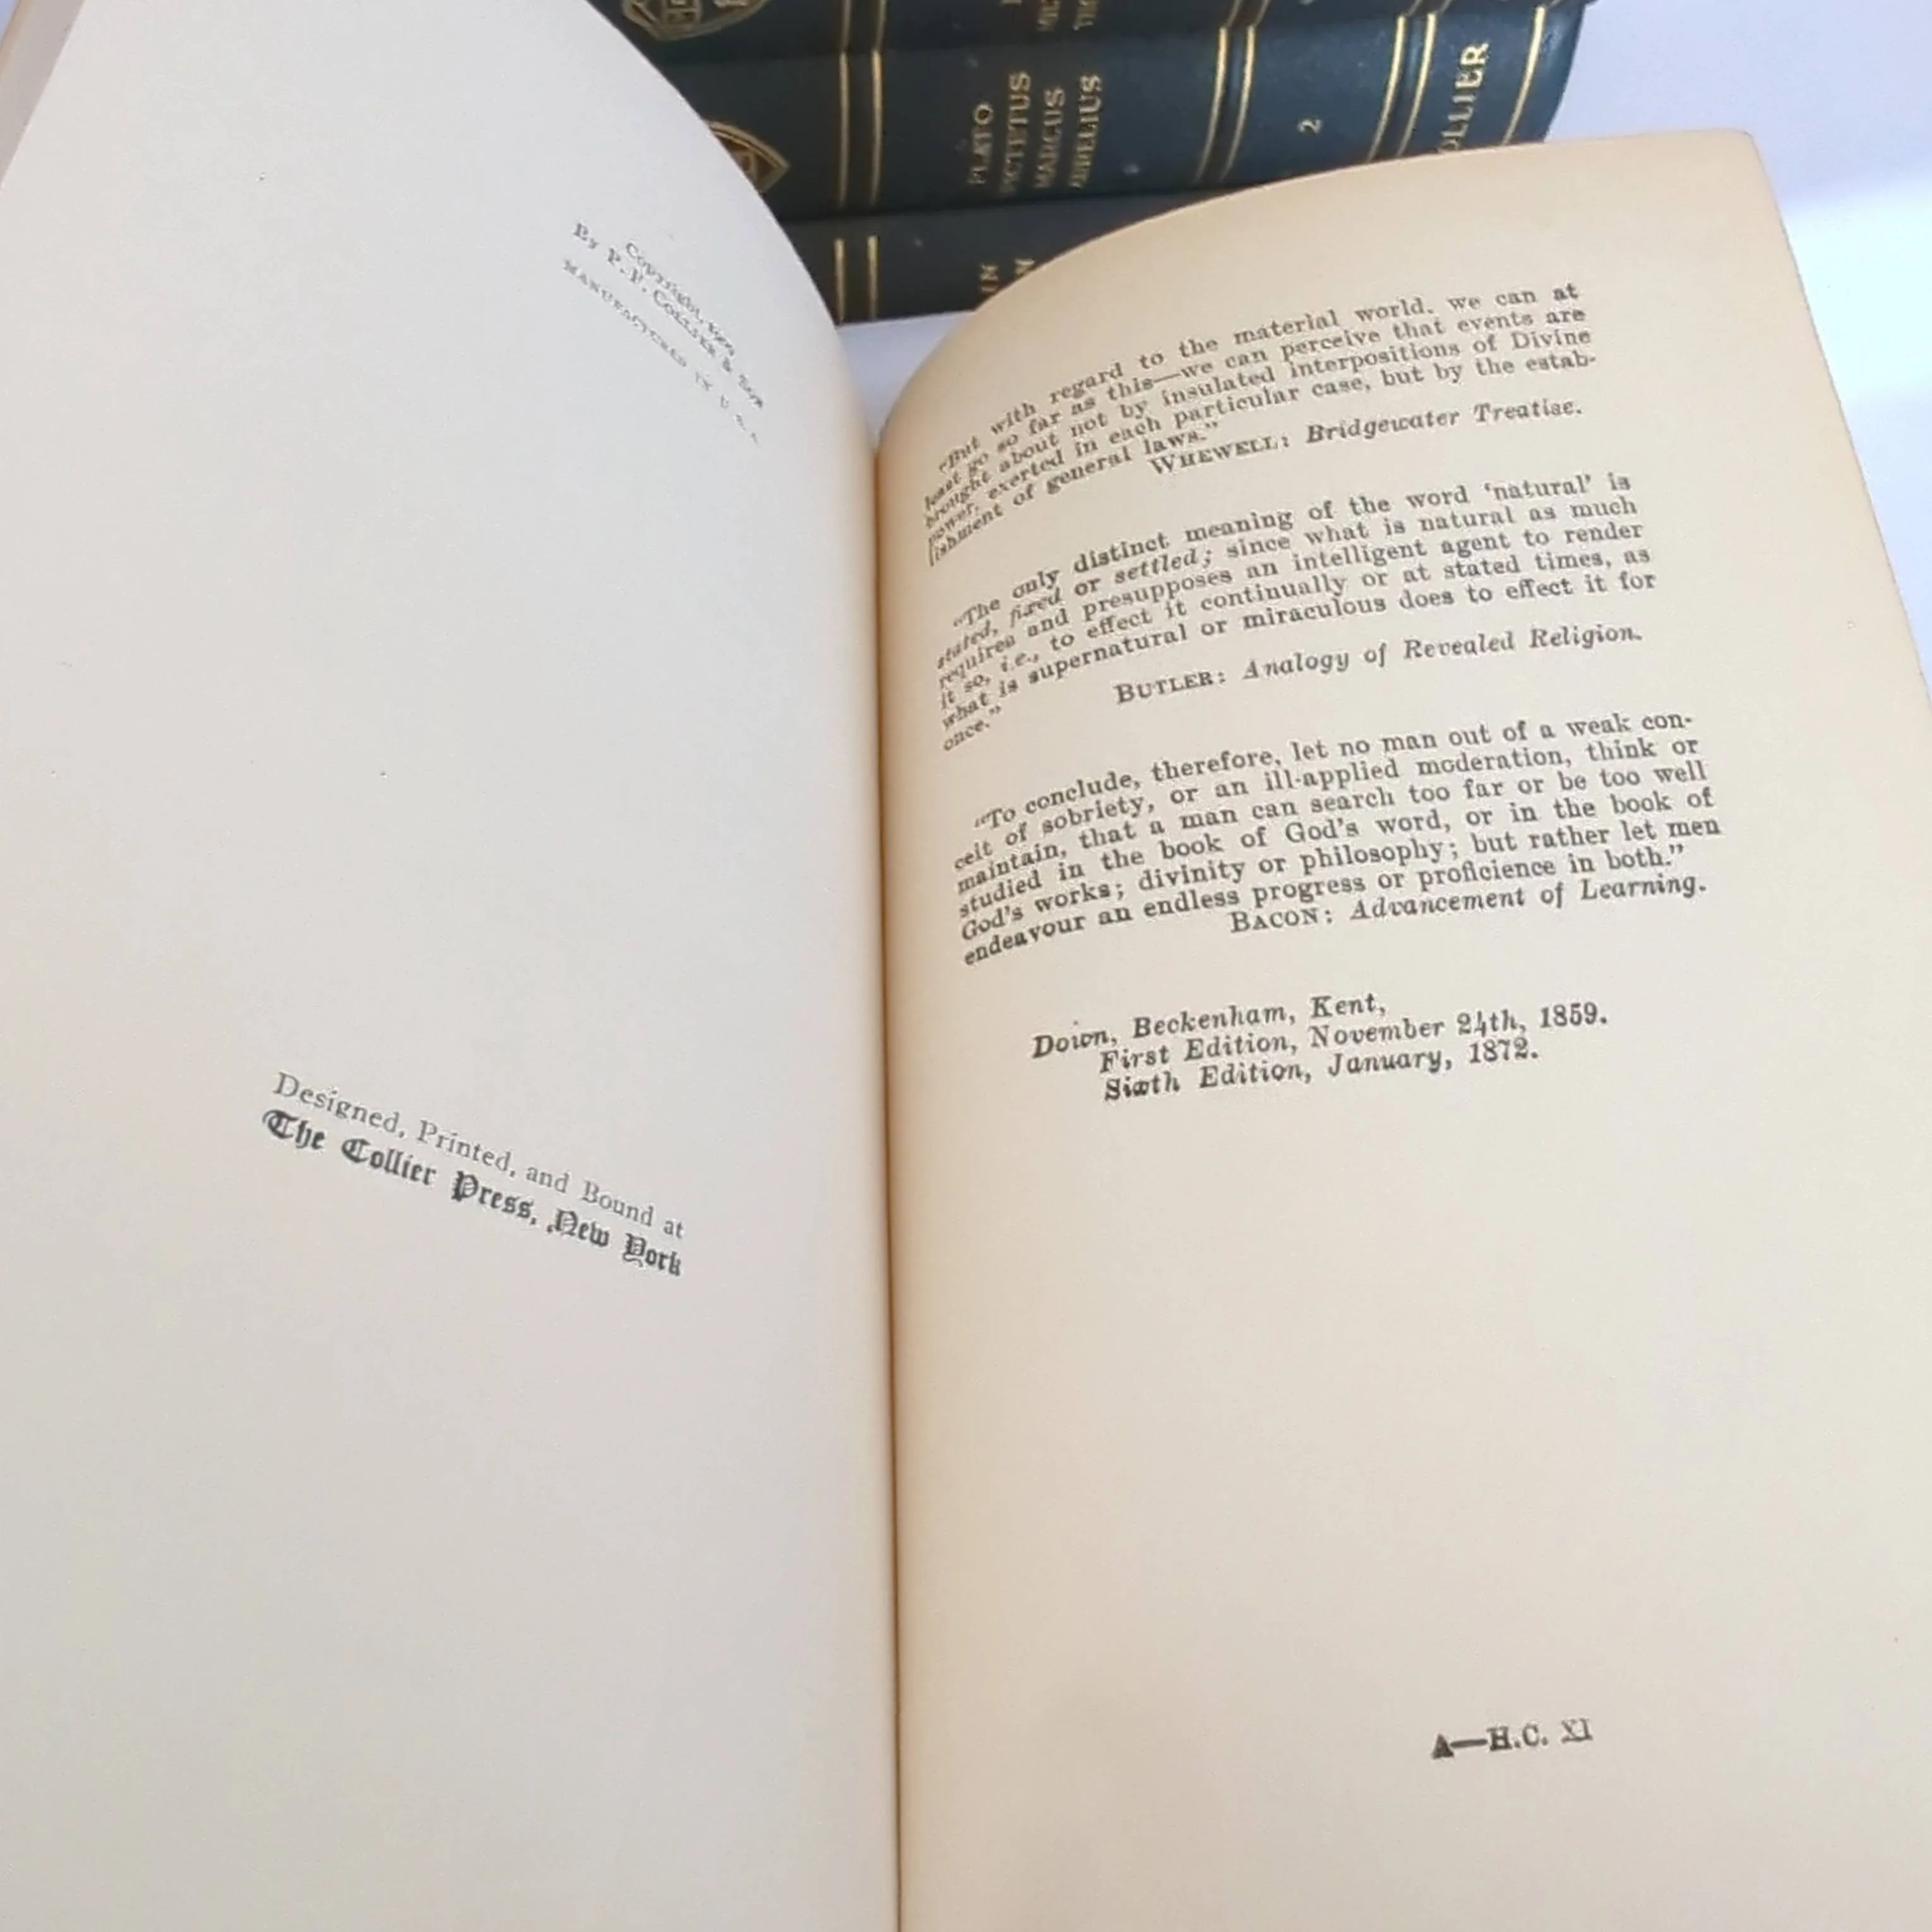 PLATO
EPICTETUS
MARCUS
AURELIUS
2
OLLIER
IN
N
Copyright, 1909
By P. F. Collier & Son
MANUFACTURED IN U. S. A.
Designed, Printed, and Bound at
The Collier Press, New York
"But with regard to the material world, we can at
least go so far as this—we can perceive that events are
brought about not by insulated interpositions of Divine
power, exerted in each particular case, but by the estab-
lishment of general laws."
WHEWELL: Bridgewater Treatise.
"The only distinct meaning of the word 'natural' is
stated, fixed or settled; since what is natural as much
requires and presupposes an intelligent agent to render
it so, i.e., to effect it continually or at stated times, as
what is supernatural or miraculous does to effect it for
once."
BUTLER: Analogy of Revealed Religion.
"To conclude, therefore, let no man out of a weak con-
ceit of sobriety, or an ill-applied moderation, think or
maintain, that a man can search too far or be too well
studied in the book of God's word, or in the book of
God's works; divinity or philosophy; but rather let men
endeavour an endless progress or proficience in both."
BACON: Advancement of Learning.
Down, Beckenham, Kent,
First Edition, November 24th, 1859.
Sixth Edition, January, 1872.
A—H.C. XI